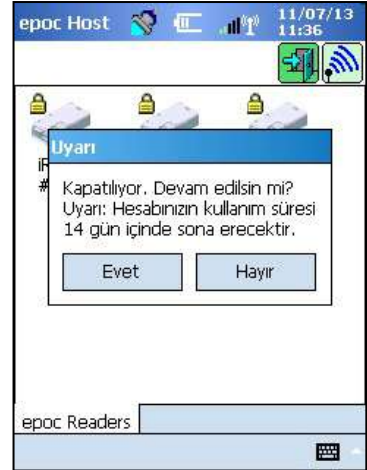 epoc Host
11/07/13
11:36
Uyarı
iR
#
Kapatılıyor. Devam edilsin mi?
Uyarı: Hesabınızın kullanım süresi
14 gün içinde sona erecektir.
Evet
Hayır
epoc Readers